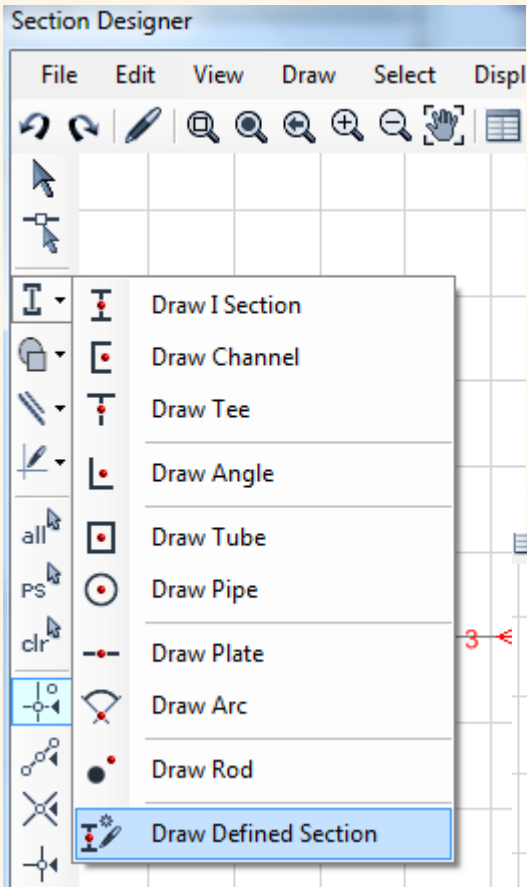 Section Designer
File Edit View Draw Select Displ
Draw I Section
Draw Channel
Draw Tee
Draw Angle
all
Draw Tube
PS
Draw Pipe
clr
Draw Plate
3
Draw Arc
Draw Rod
Draw Defined Section